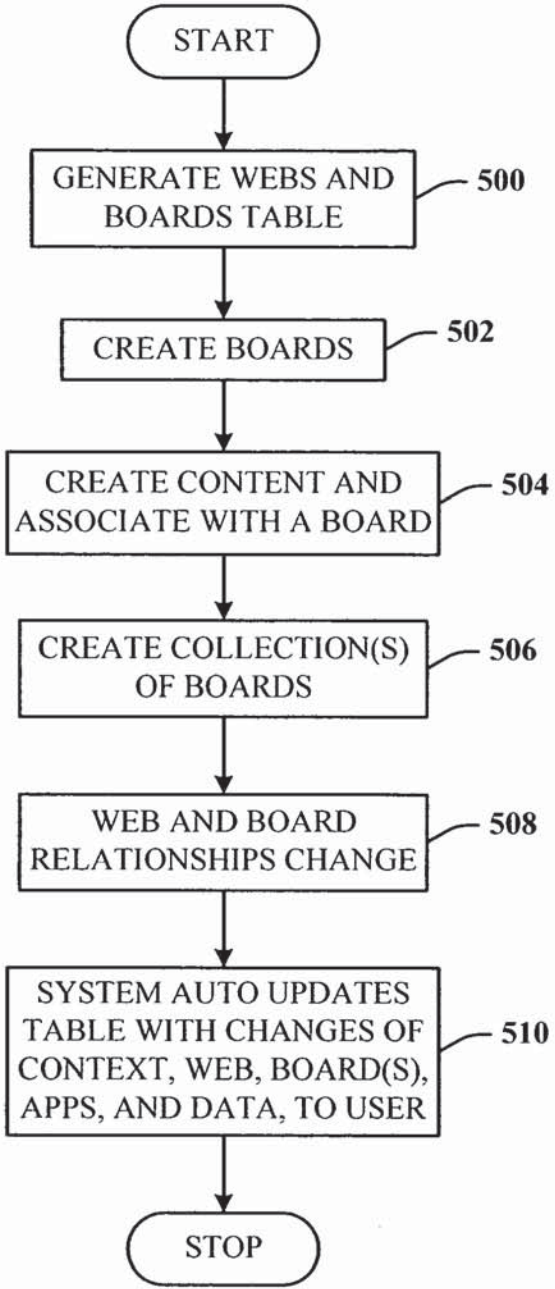 START
GENERATE WEBS AND
BOARDS TABLE
500
CREATE BOARDS
502
CREATE CONTENT AND
ASSOCIATE WITH A BOARD
504
CREATE COLLECTION(S)
OF BOARDS
506
WEB AND BOARD
RELATIONSHIPS CHANGE
508
SYSTEM AUTO UPDATES
TABLE WITH CHANGES OF
CONTEXT, WEB, BOARD(S),
APPS, AND DATA, TO USER
510
STOP